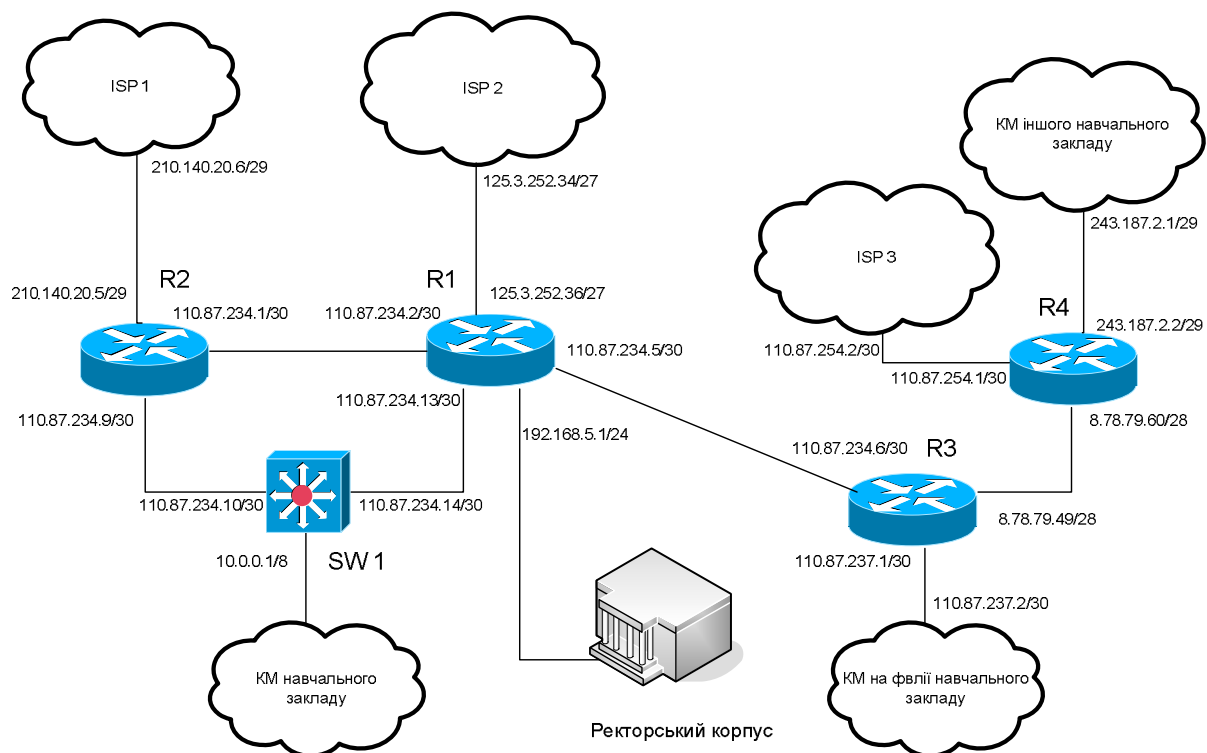 ISP 1
ISP 2
КМ іншого навчального
закладу
210.140.20.6/29
125.3.252.34/27
243.187.2.1/29
ISP 3
R2
R1
210.140.20.5/29
125.3.252.36/27
110.87.234.1/30
110.87.234.2/30
R4
243.187.2.2/29
110.87.234.5/30
110.87.254.2/30
110.87.254.1/30
110.87.234.13/30
110.87.234.9/30
8.78.79.60/28
192.168.5.1/24
110.87.234.6/30
R3
110.87.234.10/30
110.87.234.14/30
8.78.79.49/28
10.0.0.1/8
SW 1
110.87.237.1/30
110.87.237.2/30
КМ навчального
закладу
КМ на фвлії навчального
закладу
Ректорський корпус